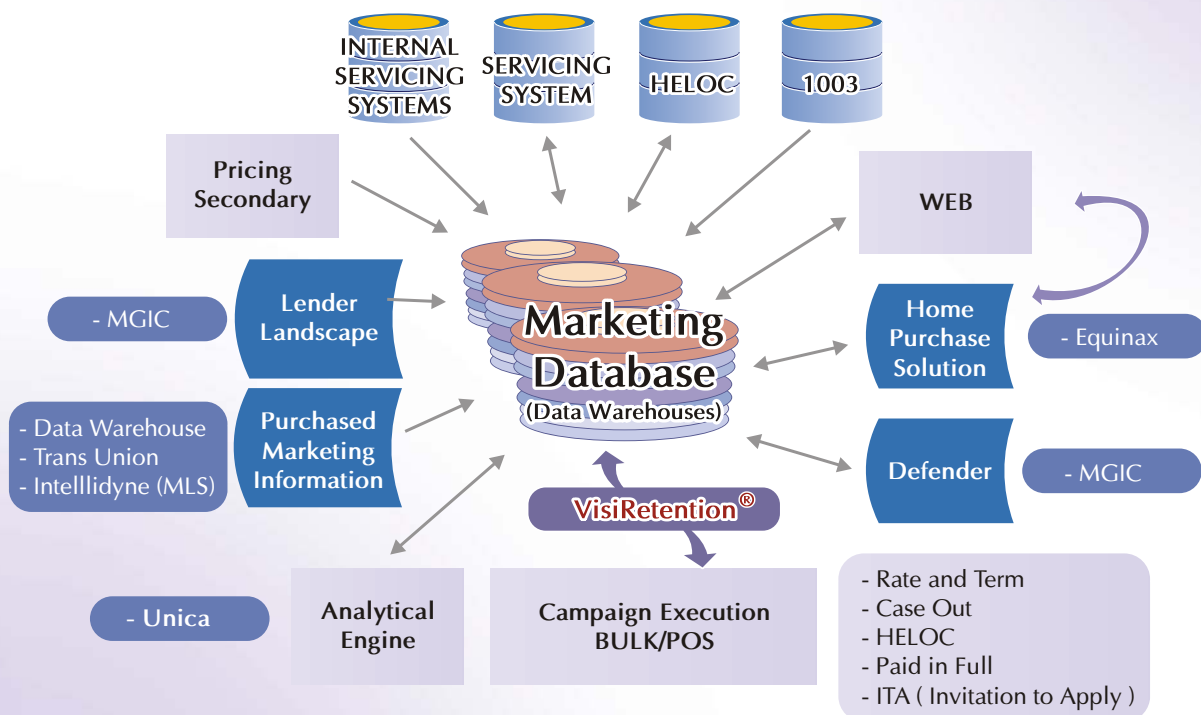 INTERNAL
SERVICING
SYSTEMS
SERVICING
SYSTEM
HELOC
1003
Pricing
Secondary
WEB
Lender
Landscape
- MGIC
Marketing
Database
(Data Warehouses)
Home
Purchase
Solution
- Equinax
Purchased
Marketing
Information
- Data Warehouse
- Trans Union
- Intelllidyne (MLS)
Defender
- MGIC
VisiRetention®
- Unica
Analytical
Engine
Campaign Execution
BULK/POS
- Rate and Term
- Case Out
- HELOC
- Paid in Full
- ITA ( Invitation to Apply )